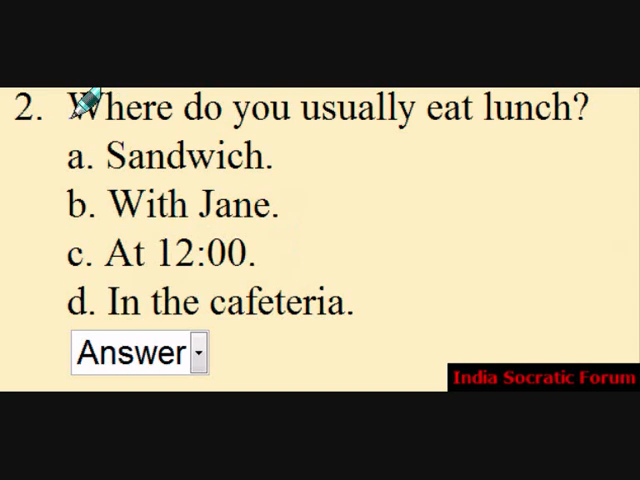 2. Where do you usually eat lunch?
a. Sandwich.
b. With Jane.
c. At 12:00.
d. In the cafeteria.
Answer
India Socratic Forum